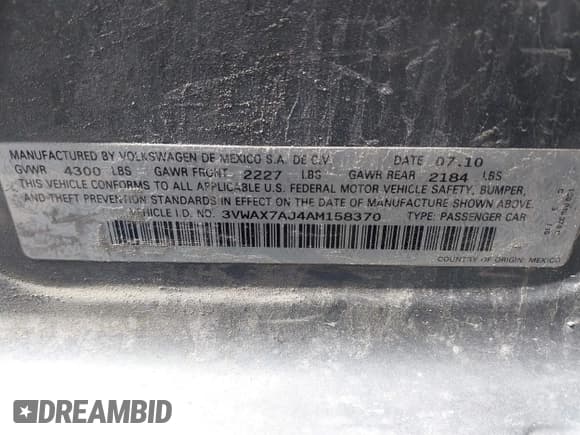 MANUFACTURED BY VOLKSWAGEN DE MEXICO S.A. DE C.V. DATE 07.10
GVWR 4300 LBS GAWR FRONT 2227 LBS GAWR REAR 2184 LBS
THIS VEHICLE CONFORMS TO ALL APPLICABLE U.S. FEDERAL MOTOR VEHICLE SAFETY, BUMPER,
AND THEFT PREVENTION STANDARDS IN EFFECT ON THE DATE OF MANUFACTURE SHOWN ABOVE.
VEHICLE I.D. NO. 3VWAX7AJ4AM158370 TYPE: PASSENGER CAR
COUNTRY OF ORIGIN: MEXICO
DREAMBID